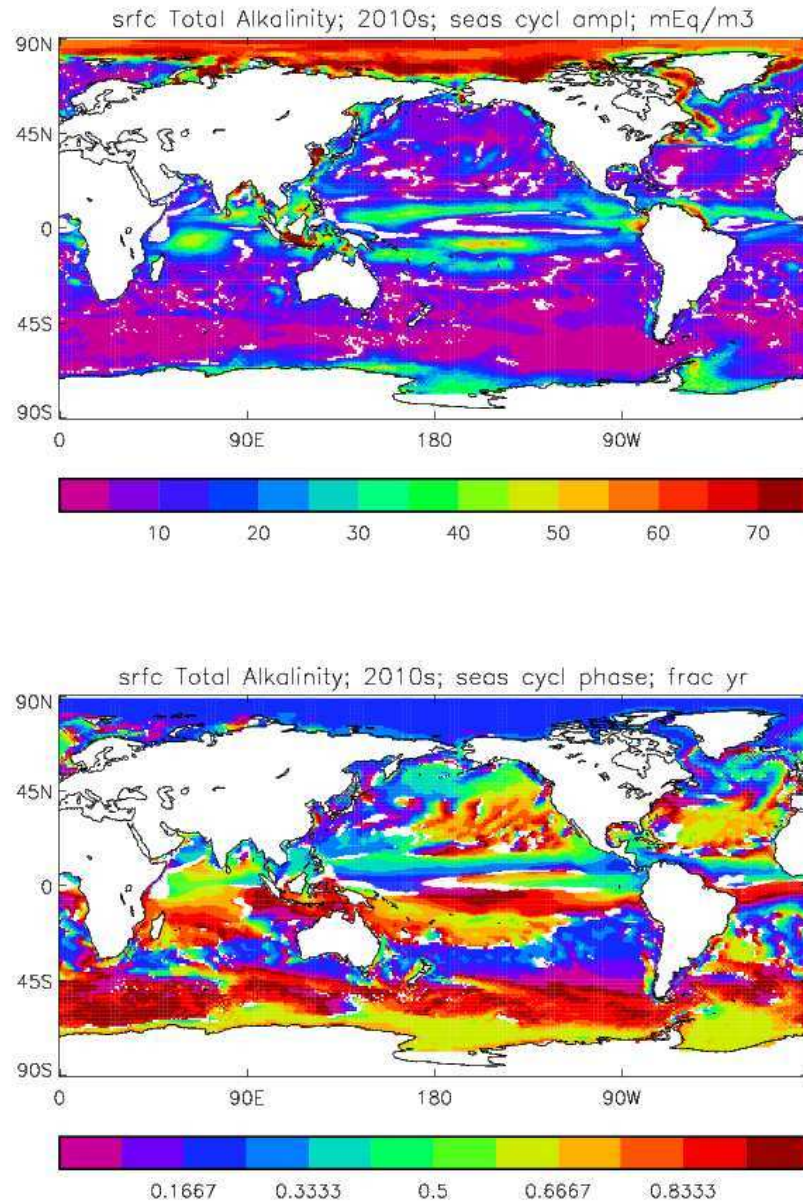 srfc Total Alkalinity; 2010s; seas cycl ampl; mEq/m3
90N
45N
0
45S
90S
0 90E 180 90W
10 20 30 40 50 60 70
srfc Total Alkalinity; 2010s; seas cycl phase; frac yr
90N
45N
0
45S
90S
0 90E 180 90W
0.1667 0.3333 0.5 0.6667 0.8333